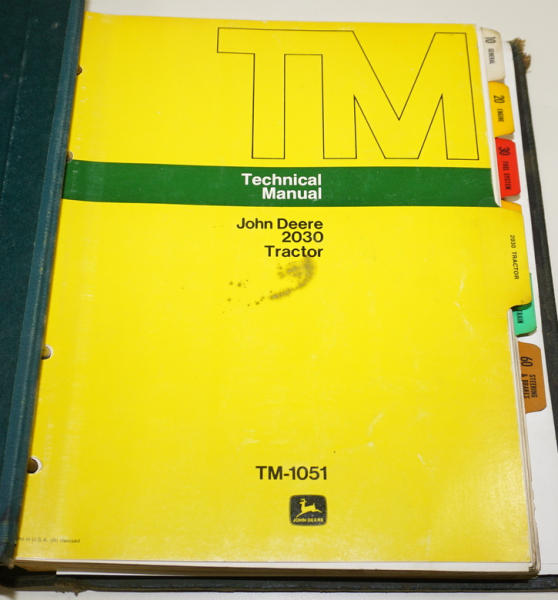 TM
Technical
Manual
John Deere
2030
Tractor
TM-1051
JOHN DEERE
in U.S.A.
10
GENERAL
20
ENGINE
30
FUEL SYSTEM
2030 TRACTOR
60
STEERING
& BRAKES